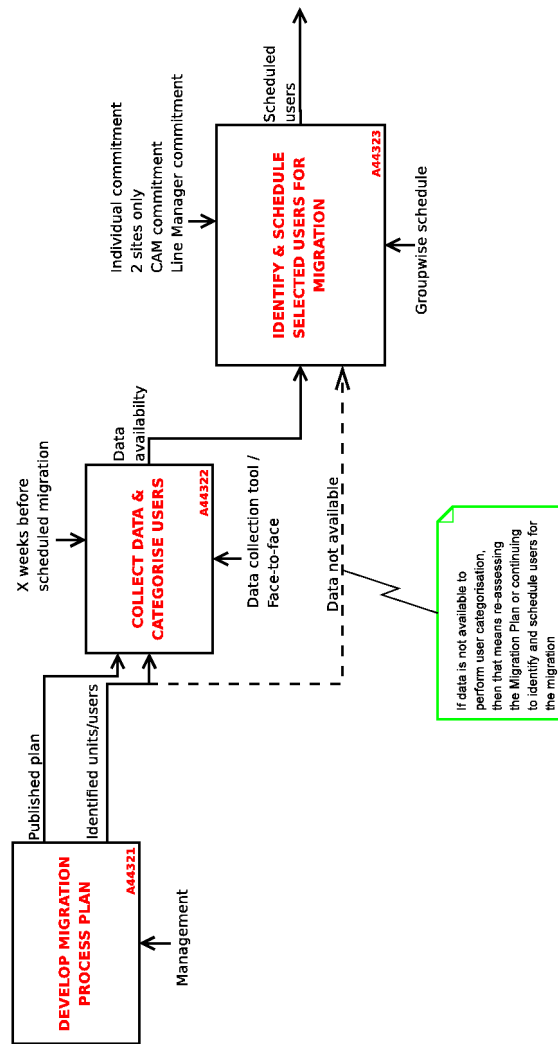 DEVELOP MIGRATION
PROCESS PLAN
A44321
Management
Published plan
Identified units/users
X weeks before
scheduled migration
COLLECT DATA &
CATEGORISE USERS
A44322
Data collection tool /
Face-to-face
Data
availabilty
Data not available
Individual commitment
2 sites only
CAM commitment
Line Manager commitment
IDENTIFY & SCHEDULE
SELECTED USERS FOR
MIGRATION
A44323
Groupwise schedule
Scheduled
users
If data is not available to
perform user categorisation,
then that means re-assessing
the Migration Plan or continuing
to identify and schedule users for
the migration